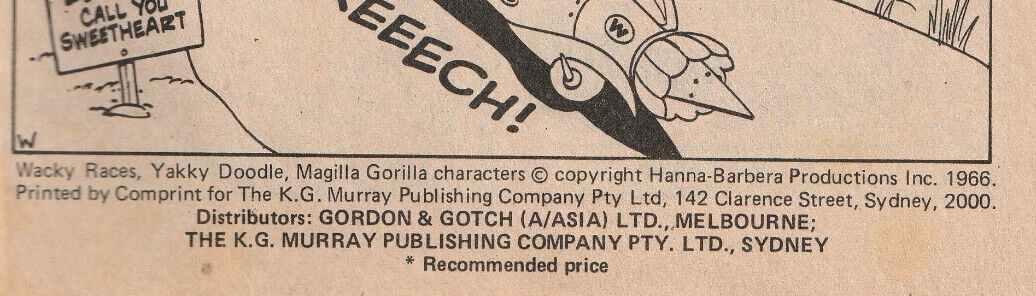 CALL YOU
SWEETHEART
EEECH!
W
W
Wacky Races, Yakky Doodle, Magilla Gorilla characters © copyright Hanna-Barbera Productions Inc. 1966.
Printed by Comprint for The K.G. Murray Publishing Company Pty Ltd, 142 Clarence Street, Sydney, 2000.
Distributors: GORDON & GOTCH (A/ASIA) LTD., MELBOURNE;
THE K.G. MURRAY PUBLISHING COMPANY PTY. LTD., SYDNEY
* Recommended price